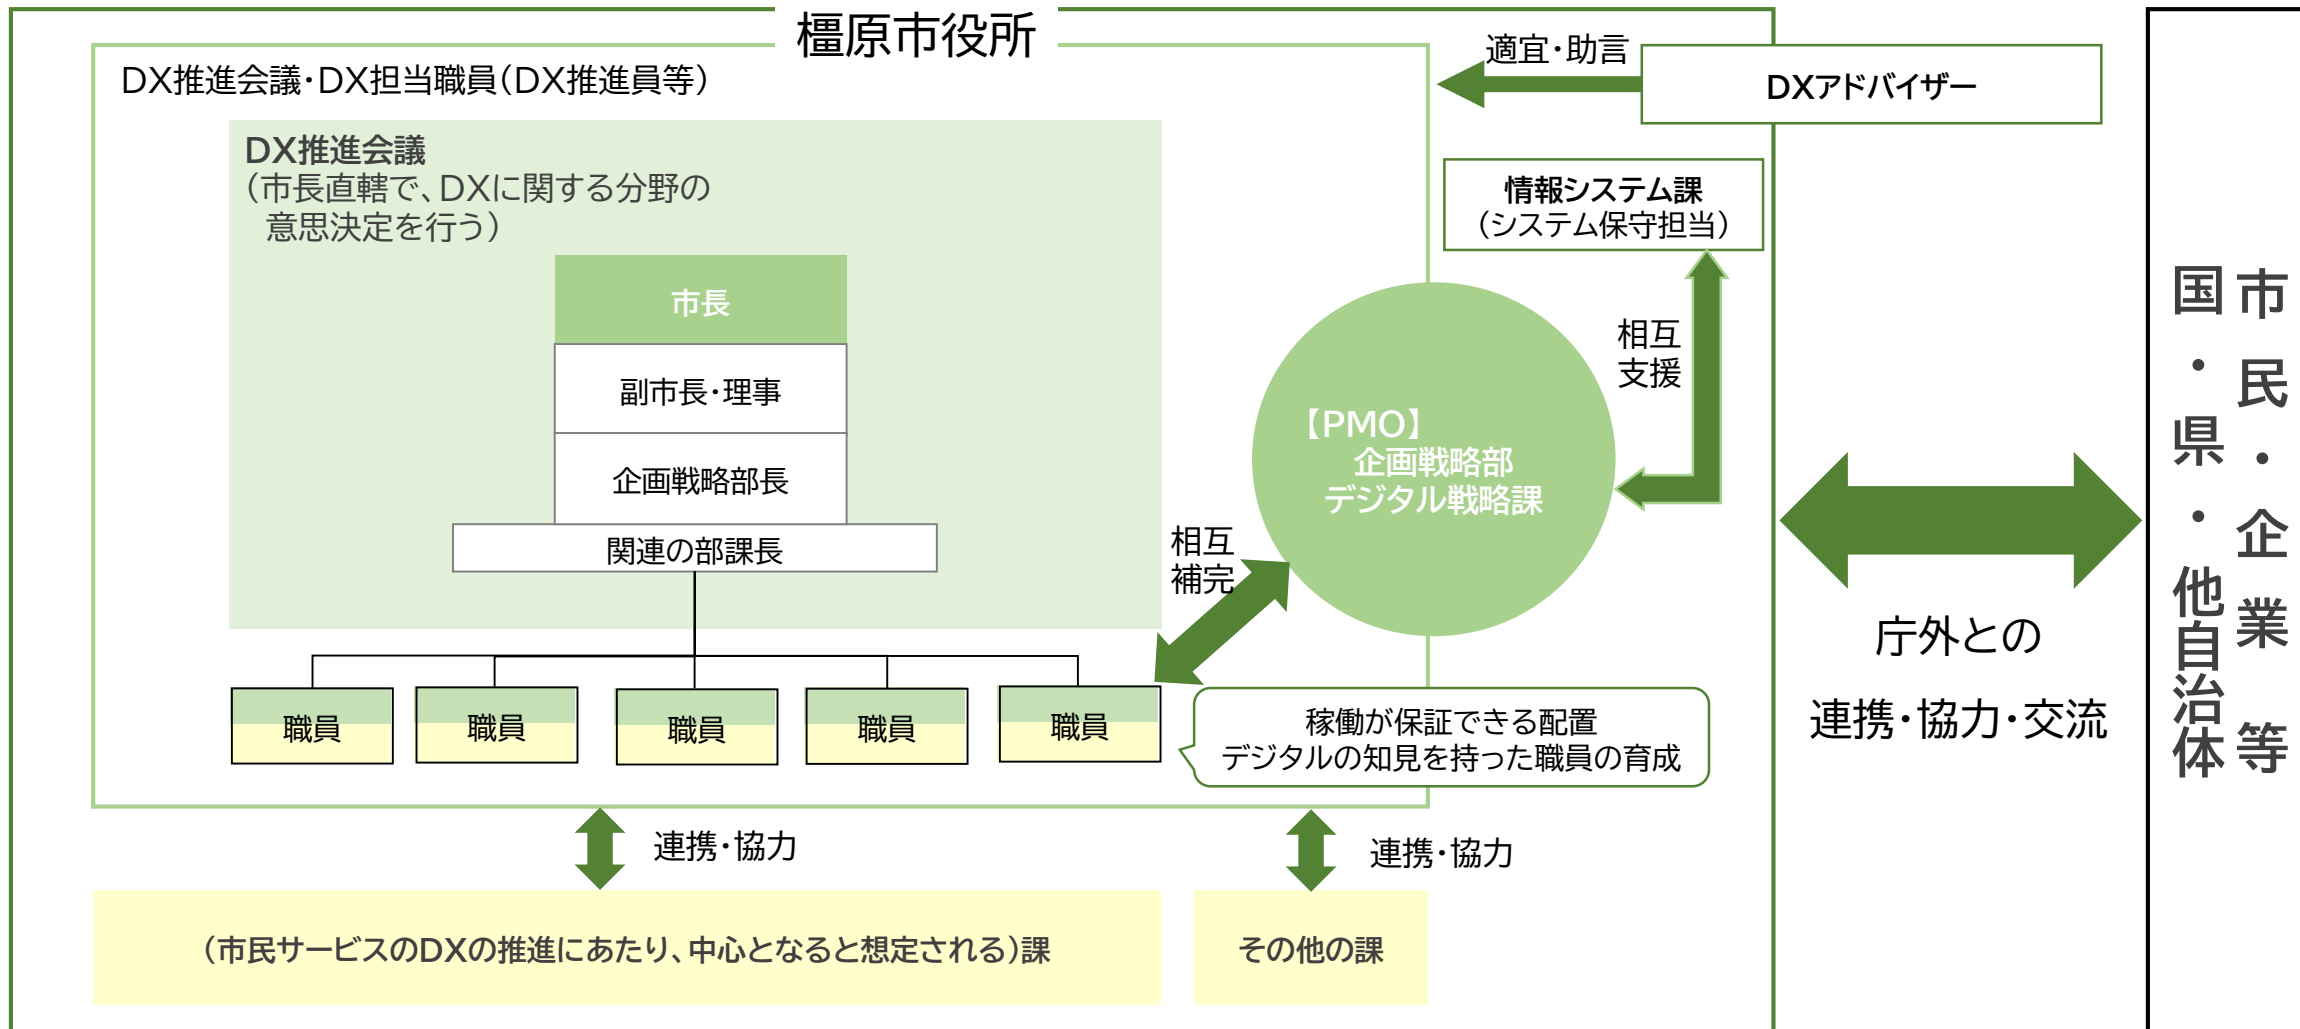 橿原市役所
DX推進会議・DX担当職員（DX推進員等）
適宜・助言
DXアドバイザー
DX推進会議
（市長直轄で、DXに関する分野の
意思決定を行う）
情報システム課
（システム保守担当）
市長
副市長・理事
企画戦略部長
関連の部課長
相互
支援
【PMO】
企画戦略部
デジタル戦略課
相互
補完
職員
職員
職員
職員
職員
稼働が保証できる配置
デジタルの知見を持った職員の育成
連携・協力
連携・協力
（市民サービスのDXの推進にあたり、中心となると想定される）課
その他の課
庁外との
連携・協力・交流
市民・企業等
国・県・他自治体